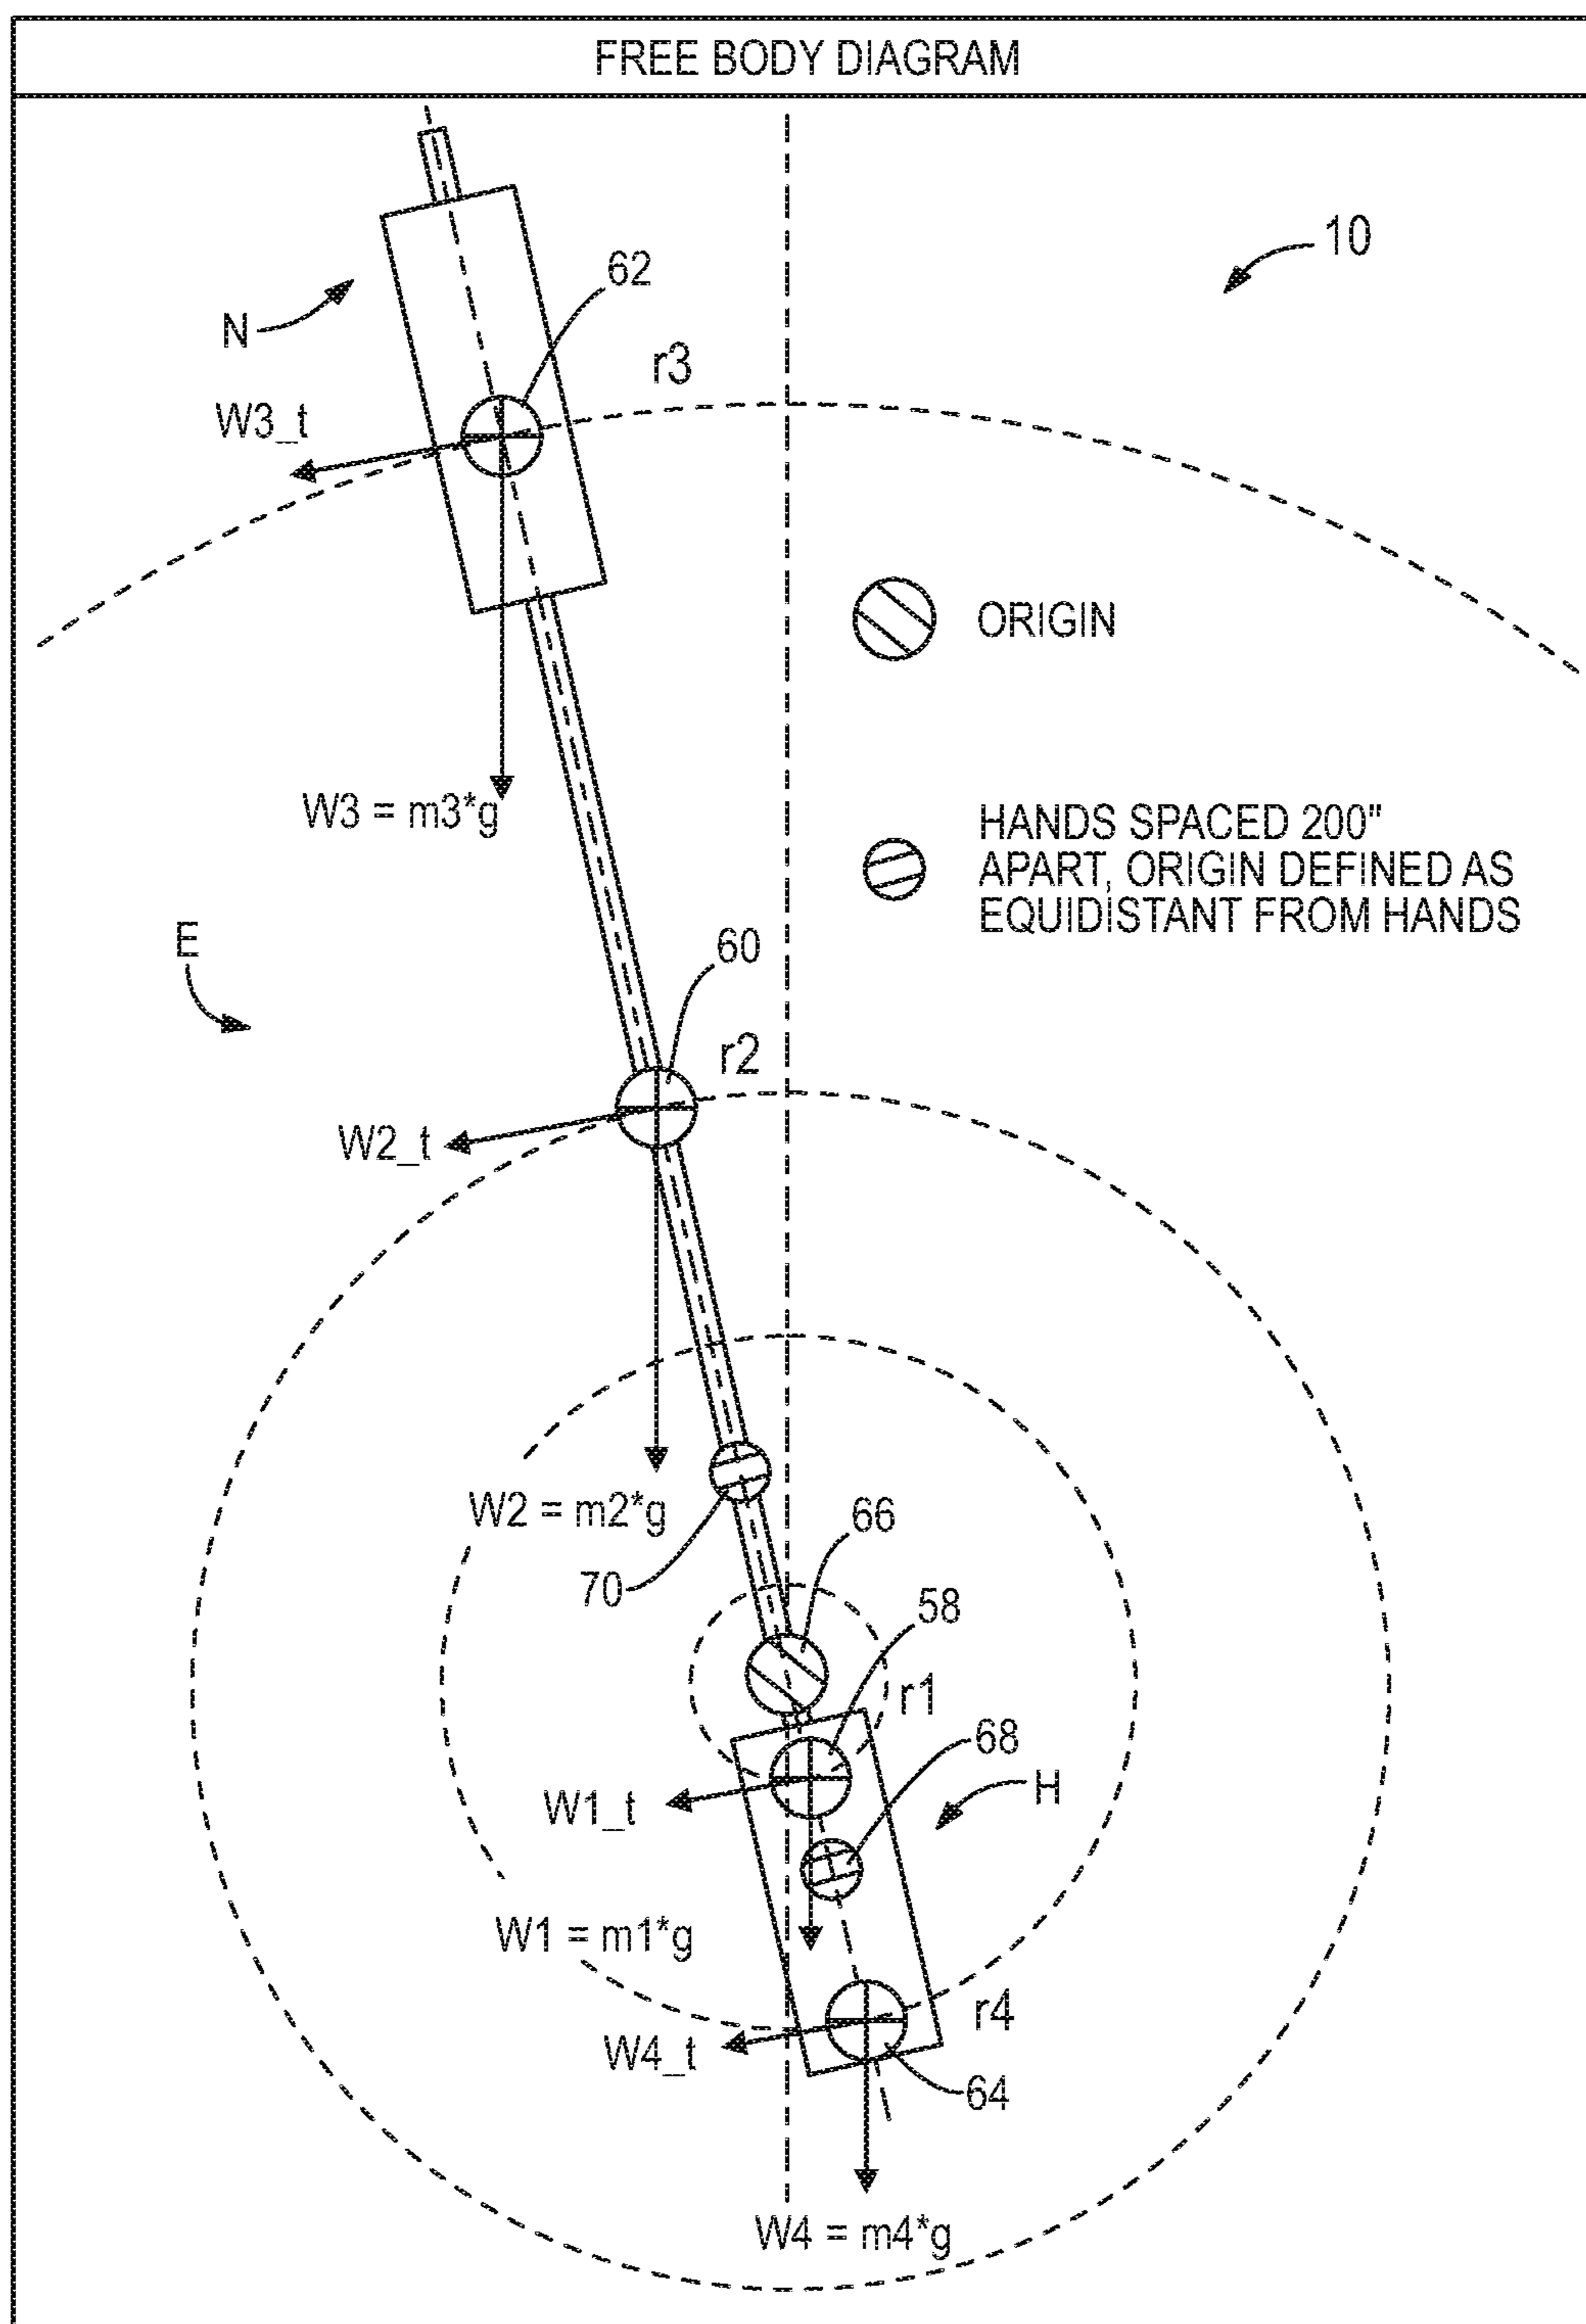 FREE BODY DIAGRAM
10
62
N
r3
W3_t
ORIGIN
W3 = m3*g
HANDS SPACED 200"
APART, ORIGIN DEFINED AS
EQUIDISTANT FROM HANDS
E
60
r2
W2_t
W2 = m2*g
66
70
58
r1
68
H
W1_t
W1 = m1*g
r4
W4_t
64
W4 = m4*g